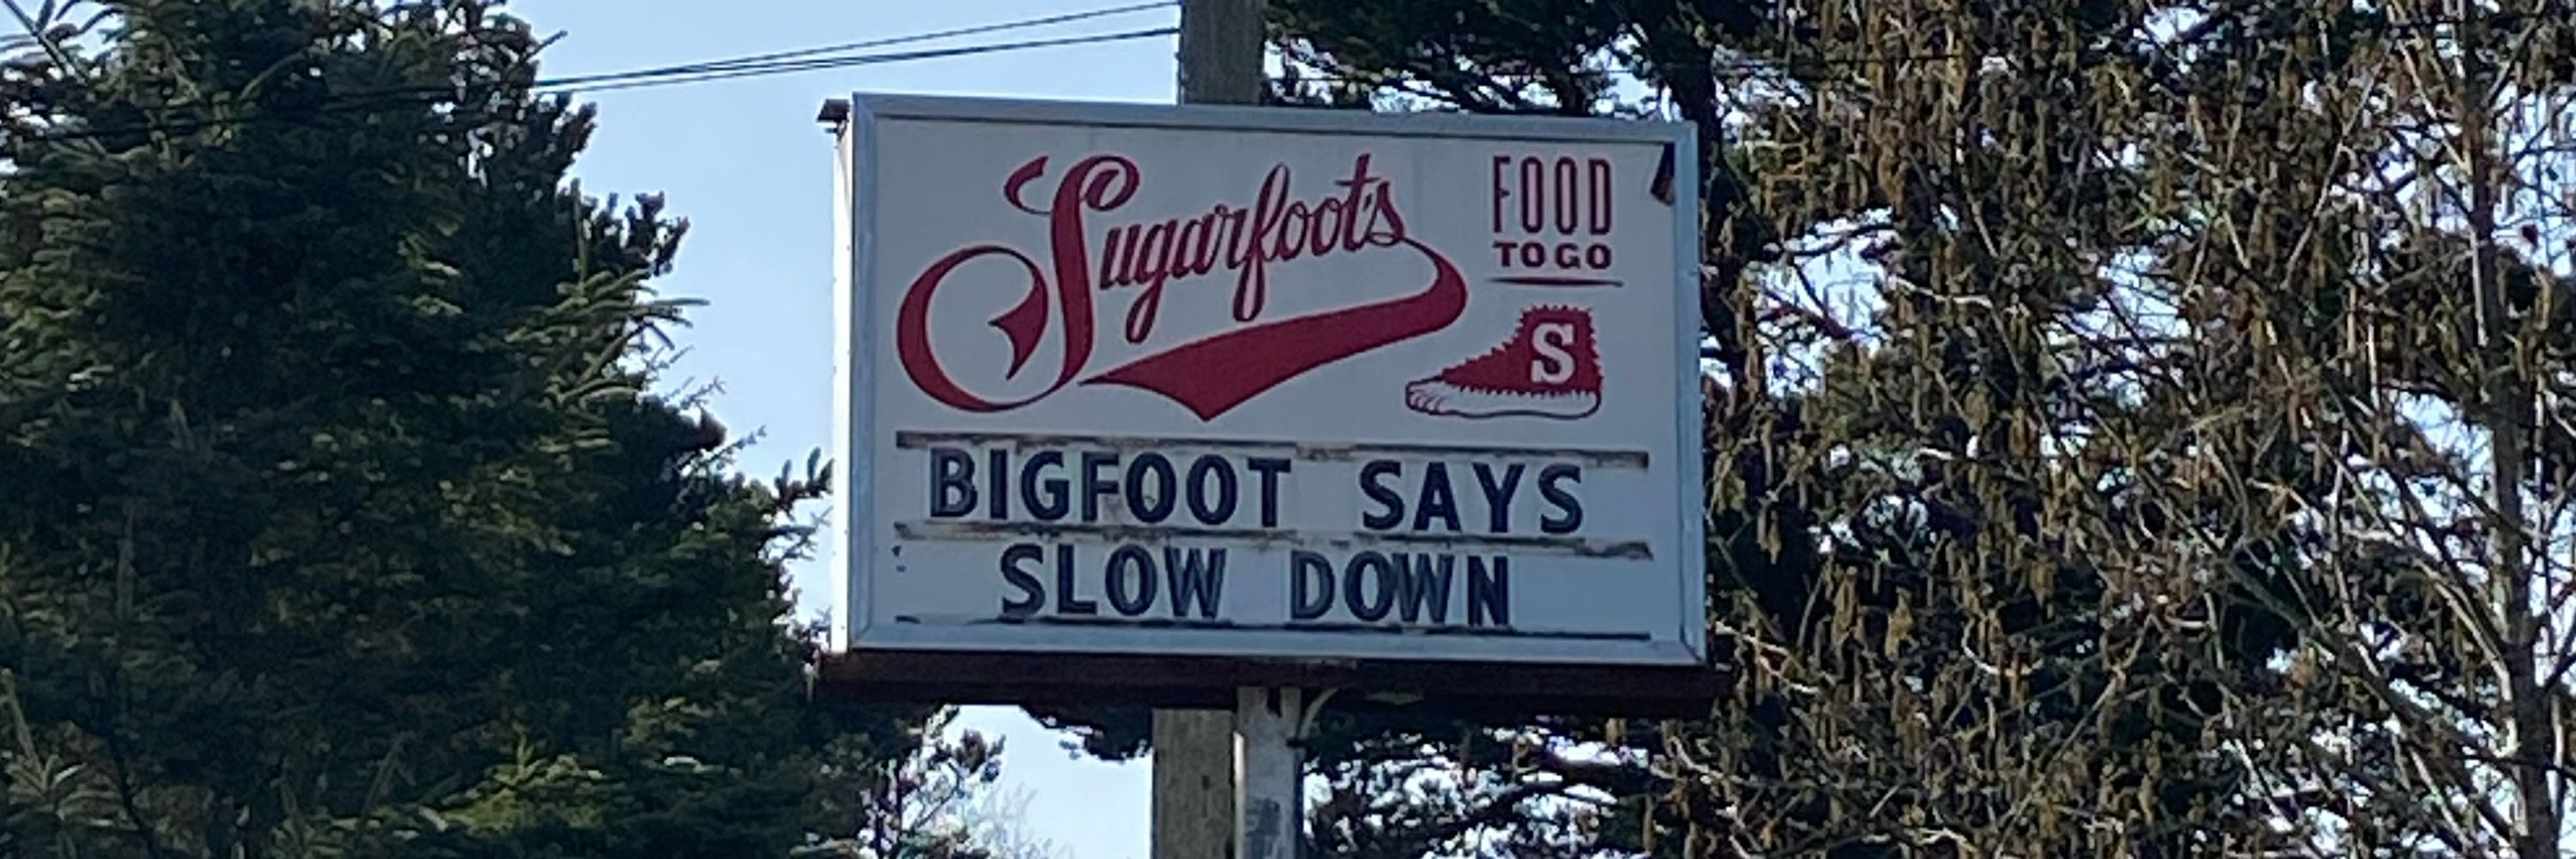 Sugarfoot's
FOOD
TO GO
S
BIGFOOT SAYS
SLOW DOWN